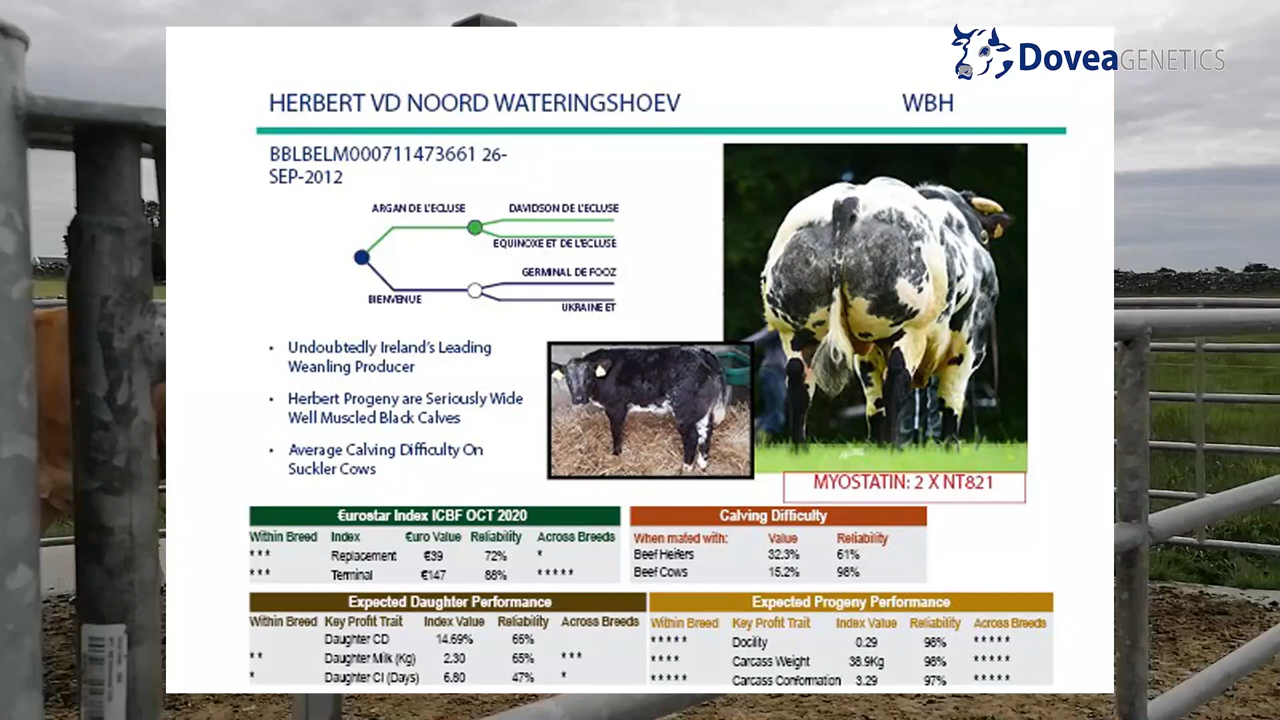 Dovea GENETICS
HERBERT VD NOORD WATERINGSHOEV WBH
BBLBELM000711473661 26-
SEP-2012
ARGAN DE L'ECLUSE
DAVIDSON DE L'ECLUSE
EQUINOXE ET DE L'ECLUSE
GERMINAL DE FOOZ
BIENVENUE
UKRAINE ET
• Undoubtedly Ireland's Leading
Weanling Producer
• Herbert Progeny are Seriously Wide
Well Muscled Black Calves
• Average Calving Difficulty On
Suckler Cows
MYOSTATIN: 2 X NT821
€urostar Index ICBF OCT 2020
Within Breed Index €uro Value Reliability Across Breeds
*** Replacement €39 72% *
*** Terminal €147 88% *****
Calving Difficulty
When mated with: Value Reliability
Beef Heifers 32.3% 61%
Beef Cows 15.2% 98%
Expected Daughter Performance
Within Breed Key Profit Trait Index Value Reliability Across Breeds
Daughter CD 14.69% 66%
** Daughter Milk (Kg) 2.30 65% ***
* Daughter CI (Days) 6.80 47% *
Expected Progeny Performance
Within Breed Key Profit Trait Index Value Reliability Across Breeds
***** Docility 0.29 98% *****
**** Carcass Weight 38.9Kg 98% *****
***** Carcass Conformation 3.29 97% *****